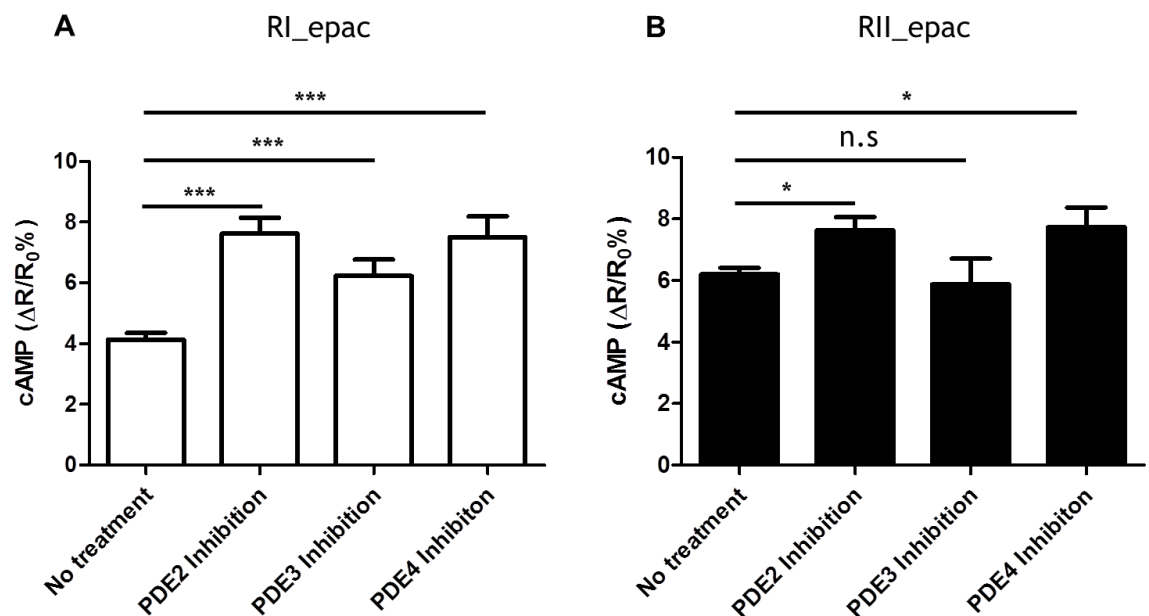 A
RI_epac
***
***
***
10
8
6
4
2
0
cAMP (ΔR/R₀%)
No treatment
PDE2 Inhibition
PDE3 Inhibition
PDE4 Inhibiton
B
RII_epac
*
n.s
*
10
8
6
4
2
0
cAMP (ΔR/R₀%)
No treatment
PDE2 Inhibition
PDE3 Inhibition
PDE4 Inhibiton